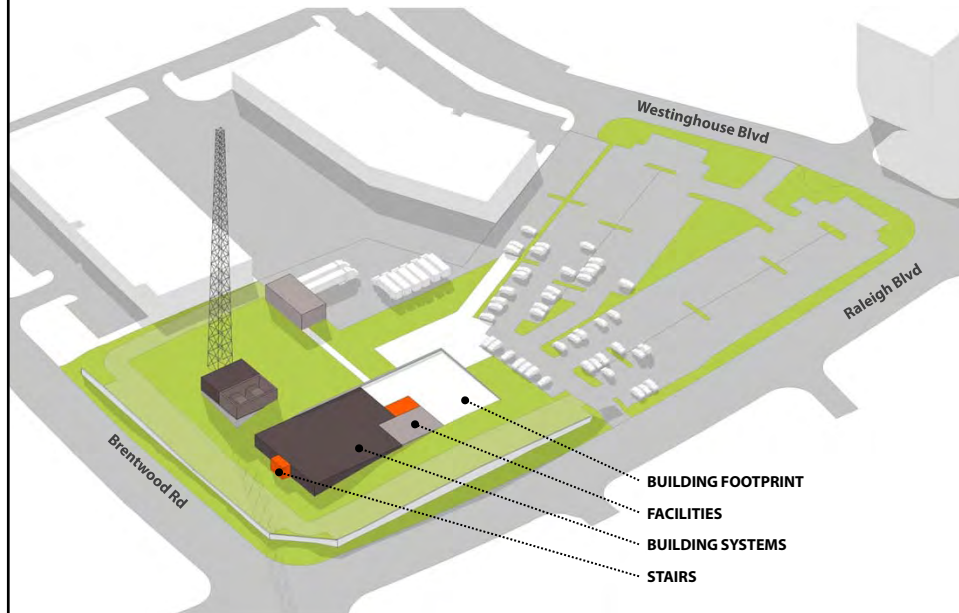 Westinghouse Blvd
Raleigh Blvd
Brentwood Rd
BUILDING FOOTPRINT
FACILITIES
BUILDING SYSTEMS
STAIRS